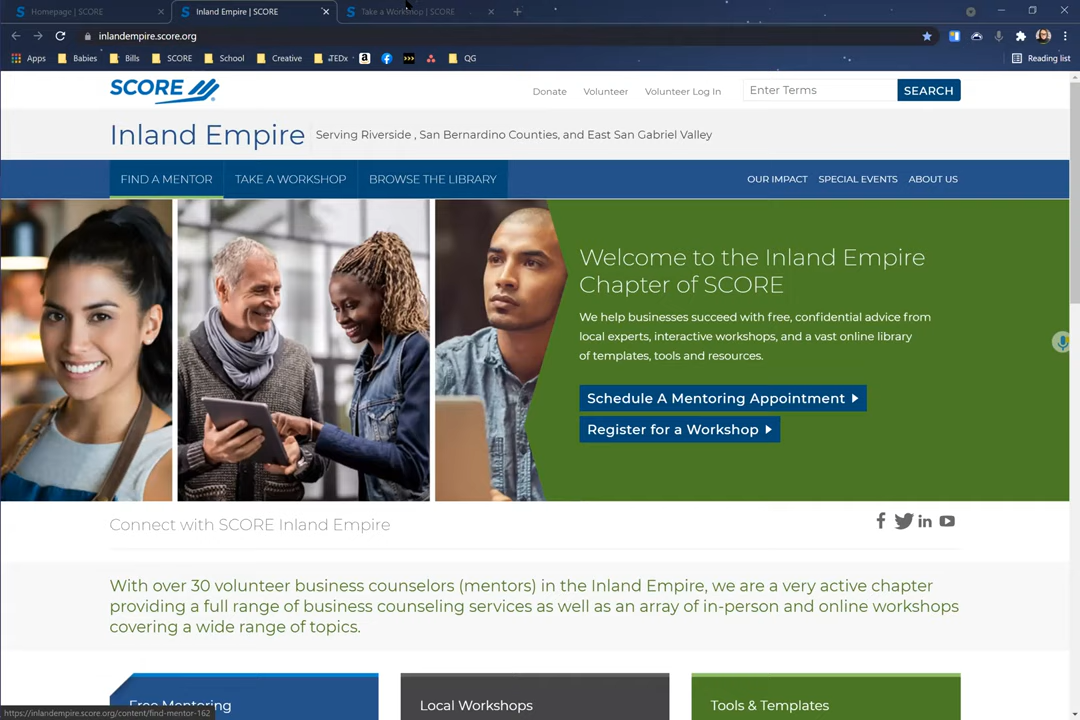 Homepage | SCORE
Inland Empire | SCORE
Take a Workshop | SCORE
inlandempire.score.org
Apps Babies Bills SCORE School Creative TEDx QG Reading list
SCORE
Donate Volunteer Volunteer Log In Enter Terms SEARCH
Inland Empire Serving Riverside , San Bernardino Counties, and East San Gabriel Valley
FIND A MENTOR TAKE A WORKSHOP BROWSE THE LIBRARY OUR IMPACT SPECIAL EVENTS ABOUT US
Welcome to the Inland Empire
Chapter of SCORE
We help businesses succeed with free, confidential advice from
local experts, interactive workshops, and a vast online library
of templates, tools and resources.
Schedule A Mentoring Appointment
Register for a Workshop
Connect with SCORE Inland Empire
With over 30 volunteer business counselors (mentors) in the Inland Empire, we are a very active chapter
providing a full range of business counseling services as well as an array of in-person and online workshops
covering a wide range of topics.
Free Mentoring Local Workshops Tools & Templates
https://inlandempire.score.org/content/find-mentor-162